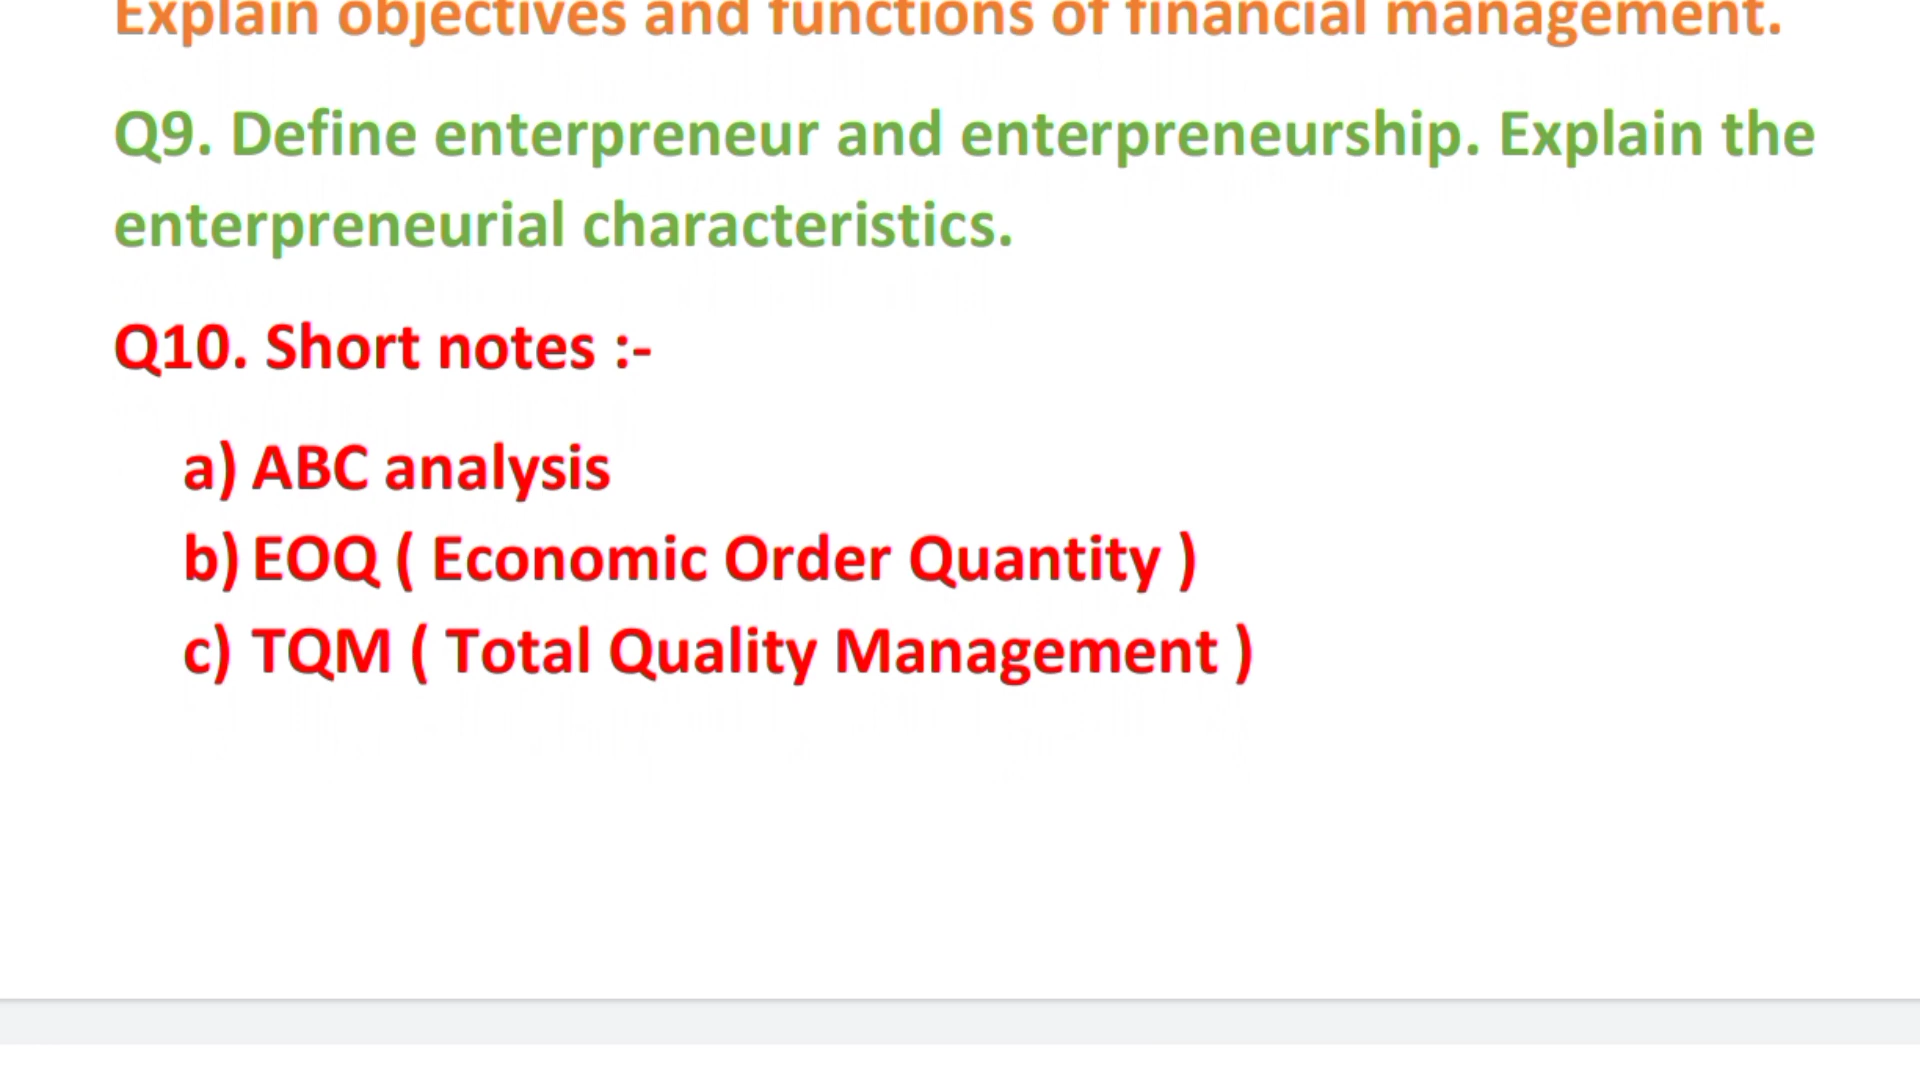 Explain objectives and functions of financial management.
Q9. Define enterpreneur and enterpreneurship. Explain the
enterpreneurial characteristics.
Q10. Short notes :-
a) ABC analysis
b) EOQ ( Economic Order Quantity )
c) TQM ( Total Quality Management )